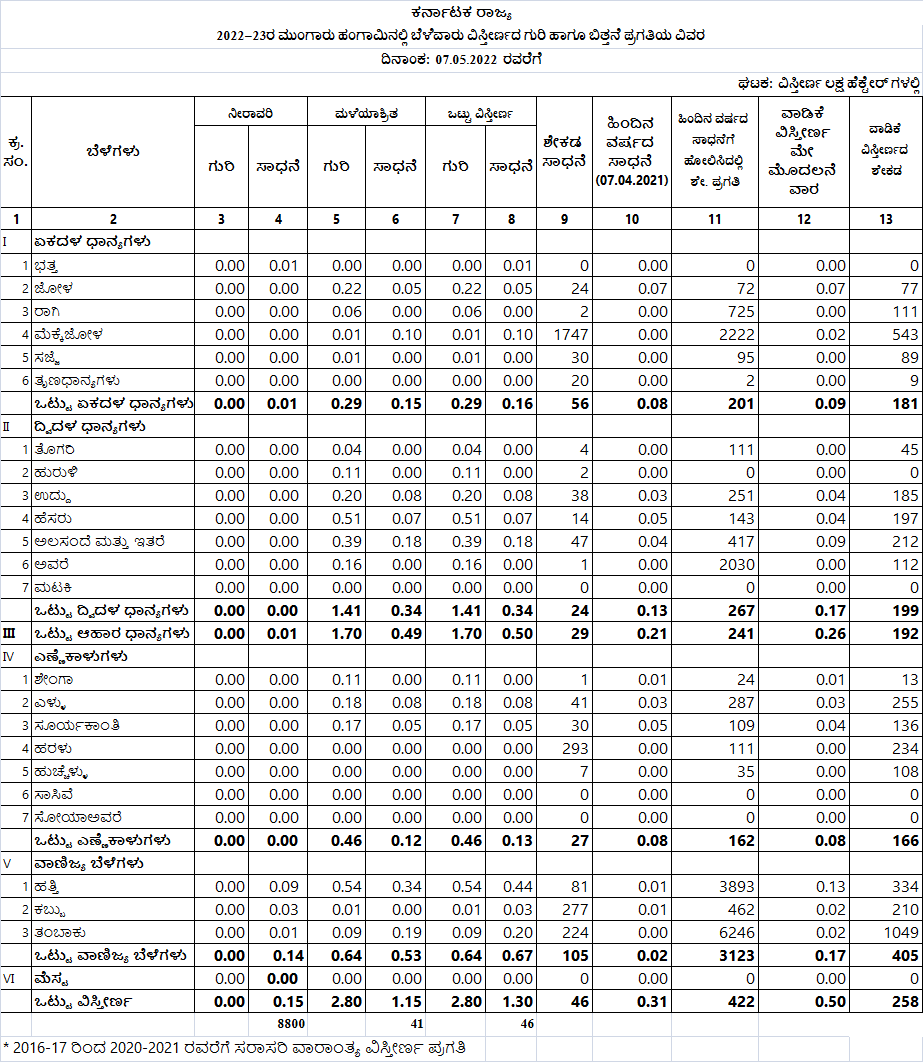 ಕರ್ನಾಟಕ ರಾಜ್ಯ
2022–23ರ ಮುಂಗಾರು ಹಂಗಾಮಿನಲ್ಲಿ ಬೆಳೆವಾರು ವಿಸ್ತೀರ್ಣದ ಗುರಿ ಹಾಗೂ ಬಿತ್ತನೆ ಪ್ರಗತಿಯ ವಿವರ
ದಿನಾಂಕ: 07.05.2022 ರವರೆಗೆ
ಘಟಕ: ವಿಸ್ತೀರ್ಣ ಲಕ್ಷ ಹೆಕ್ಟೇರ್ ಗಳಲ್ಲಿ
ಕ್ರ. ಸಂ. ಬೆಳೆಗಳು ನೀರಾವರಿ ಮಳೆಯಾಶ್ರಿತ ಒಟ್ಟು ವಿಸ್ತೀರ್ಣ ಶೇಕಡ ಸಾಧನೆ ಹಿಂದಿನ ವರ್ಷದ ಸಾಧನೆ (07.04.2021) ಹಿಂದಿನ ವರ್ಷದ ಸಾಧನೆಗೆ ಹೋಲಿಸಿದಲ್ಲಿ ಶೇ. ಪ್ರಗತಿ ವಾಡಿಕೆ ವಿಸ್ತೀರ್ಣ ಮೇ ಮೊದಲನೆ ವಾರ ವಾಡಿಕೆ ವಿಸ್ತೀರ್ಣದ ಶೇಕಡ
ಗುರಿ ಸಾಧನೆ ಗುರಿ ಸಾಧನೆ ಗುರಿ ಸಾಧನೆ
1 2 3 4 5 6 7 8 9 10 11 12 13
I ಏಕದಳ ಧಾನ್ಯಗಳು
1 ಭತ್ತ 0.00 0.01 0.00 0.00 0.00 0.01 0 0.00 0 0.00 0
2 ಜೋಳ 0.00 0.00 0.22 0.05 0.22 0.05 24 0.07 72 0.07 77
3 ರಾಗಿ 0.00 0.00 0.06 0.00 0.06 0.00 2 0.00 725 0.00 111
4 ಮೆಕ್ಕೆಜೋಳ 0.00 0.00 0.01 0.10 0.01 0.10 1747 0.00 2222 0.02 543
5 ಸಜ್ಜೆ 0.00 0.00 0.01 0.00 0.01 0.00 30 0.00 95 0.00 89
6 ತೃಣಧಾನ್ಯಗಳು 0.00 0.00 0.00 0.00 0.00 0.00 20 0.00 2 0.00 9
ಒಟ್ಟು ಏಕದಳ ಧಾನ್ಯಗಳು 0.00 0.01 0.29 0.15 0.29 0.16 56 0.08 201 0.09 181
II ದ್ವಿದಳ ಧಾನ್ಯಗಳು
1 ತೊಗರಿ 0.00 0.00 0.04 0.00 0.04 0.00 4 0.00 111 0.00 45
2 ಹುರುಳಿ 0.00 0.00 0.11 0.00 0.11 0.00 2 0.00 0 0.00 0
3 ಉದ್ದು 0.00 0.00 0.20 0.08 0.20 0.08 38 0.03 251 0.04 185
4 ಹೆಸರು 0.00 0.00 0.51 0.07 0.51 0.07 14 0.05 143 0.04 197
5 ಅಲಸಂದೆ ಮತ್ತು ಇತರೆ 0.00 0.00 0.39 0.18 0.39 0.18 47 0.04 417 0.09 212
6 ಅವರೆ 0.00 0.00 0.16 0.00 0.16 0.00 1 0.00 2030 0.00 112
7 ಮಟಕಿ 0.00 0.00 0.00 0.00 0.00 0.00 0 0.00 0 0.00 0
ಒಟ್ಟು ದ್ವಿದಳ ಧಾನ್ಯಗಳು 0.00 0.00 1.41 0.34 1.41 0.34 24 0.13 267 0.17 199
III ಒಟ್ಟು ಆಹಾರ ಧಾನ್ಯಗಳು 0.00 0.01 1.70 0.49 1.70 0.50 29 0.21 241 0.26 192
IV ಎಣ್ಣೆಕಾಳುಗಳು
1 ಶೇಂಗಾ 0.00 0.00 0.11 0.00 0.11 0.00 1 0.01 24 0.01 13
2 ಎಳ್ಳು 0.00 0.00 0.18 0.08 0.18 0.08 41 0.03 287 0.03 255
3 ಸೂರ್ಯಕಾಂತಿ 0.00 0.00 0.17 0.05 0.17 0.05 30 0.05 109 0.04 136
4 ಹರಳು 0.00 0.00 0.00 0.00 0.00 0.00 293 0.00 111 0.00 234
5 ಹುಚ್ಚೆಳ್ಳು 0.00 0.00 0.00 0.00 0.00 0.00 7 0.00 35 0.00 108
6 ಸಾಸಿವೆ 0.00 0.00 0.00 0.00 0.00 0.00 0 0.00 0 0.00 0
7 ಸೋಯಾಅವರೆ 0.00 0.00 0.00 0.00 0.00 0.00 0 0.00 0 0.00 0
ಒಟ್ಟು ಎಣ್ಣೆಕಾಳುಗಳು 0.00 0.00 0.46 0.12 0.46 0.13 27 0.08 162 0.08 166
V ವಾಣಿಜ್ಯ ಬೆಳೆಗಳು
1 ಹತ್ತಿ 0.00 0.09 0.54 0.34 0.54 0.44 81 0.01 3893 0.13 334
2 ಕಬ್ಬು 0.00 0.03 0.01 0.00 0.01 0.03 277 0.01 462 0.02 210
3 ತಂಬಾಕು 0.00 0.01 0.09 0.19 0.09 0.20 224 0.00 6246 0.02 1049
ಒಟ್ಟು ವಾಣಿಜ್ಯ ಬೆಳೆಗಳು 0.00 0.14 0.64 0.53 0.64 0.67 105 0.02 3123 0.17 405
VI ಮೆಸ್ಟ 0.00 0.00 0.00 0.00 0.00 0.00 0 0.00 0 0.00 0
ಒಟ್ಟು ವಿಸ್ತೀರ್ಣ 0.00 0.15 2.80 1.15 2.80 1.30 46 0.31 422 0.50 258
8800 41 46
* 2016-17 ರಿಂದ 2020-2021 ರವರೆಗೆ ಸರಾಸರಿ ವಾರಾಂತ್ಯ ವಿಸ್ತೀರ್ಣ ಪ್ರಗತಿ